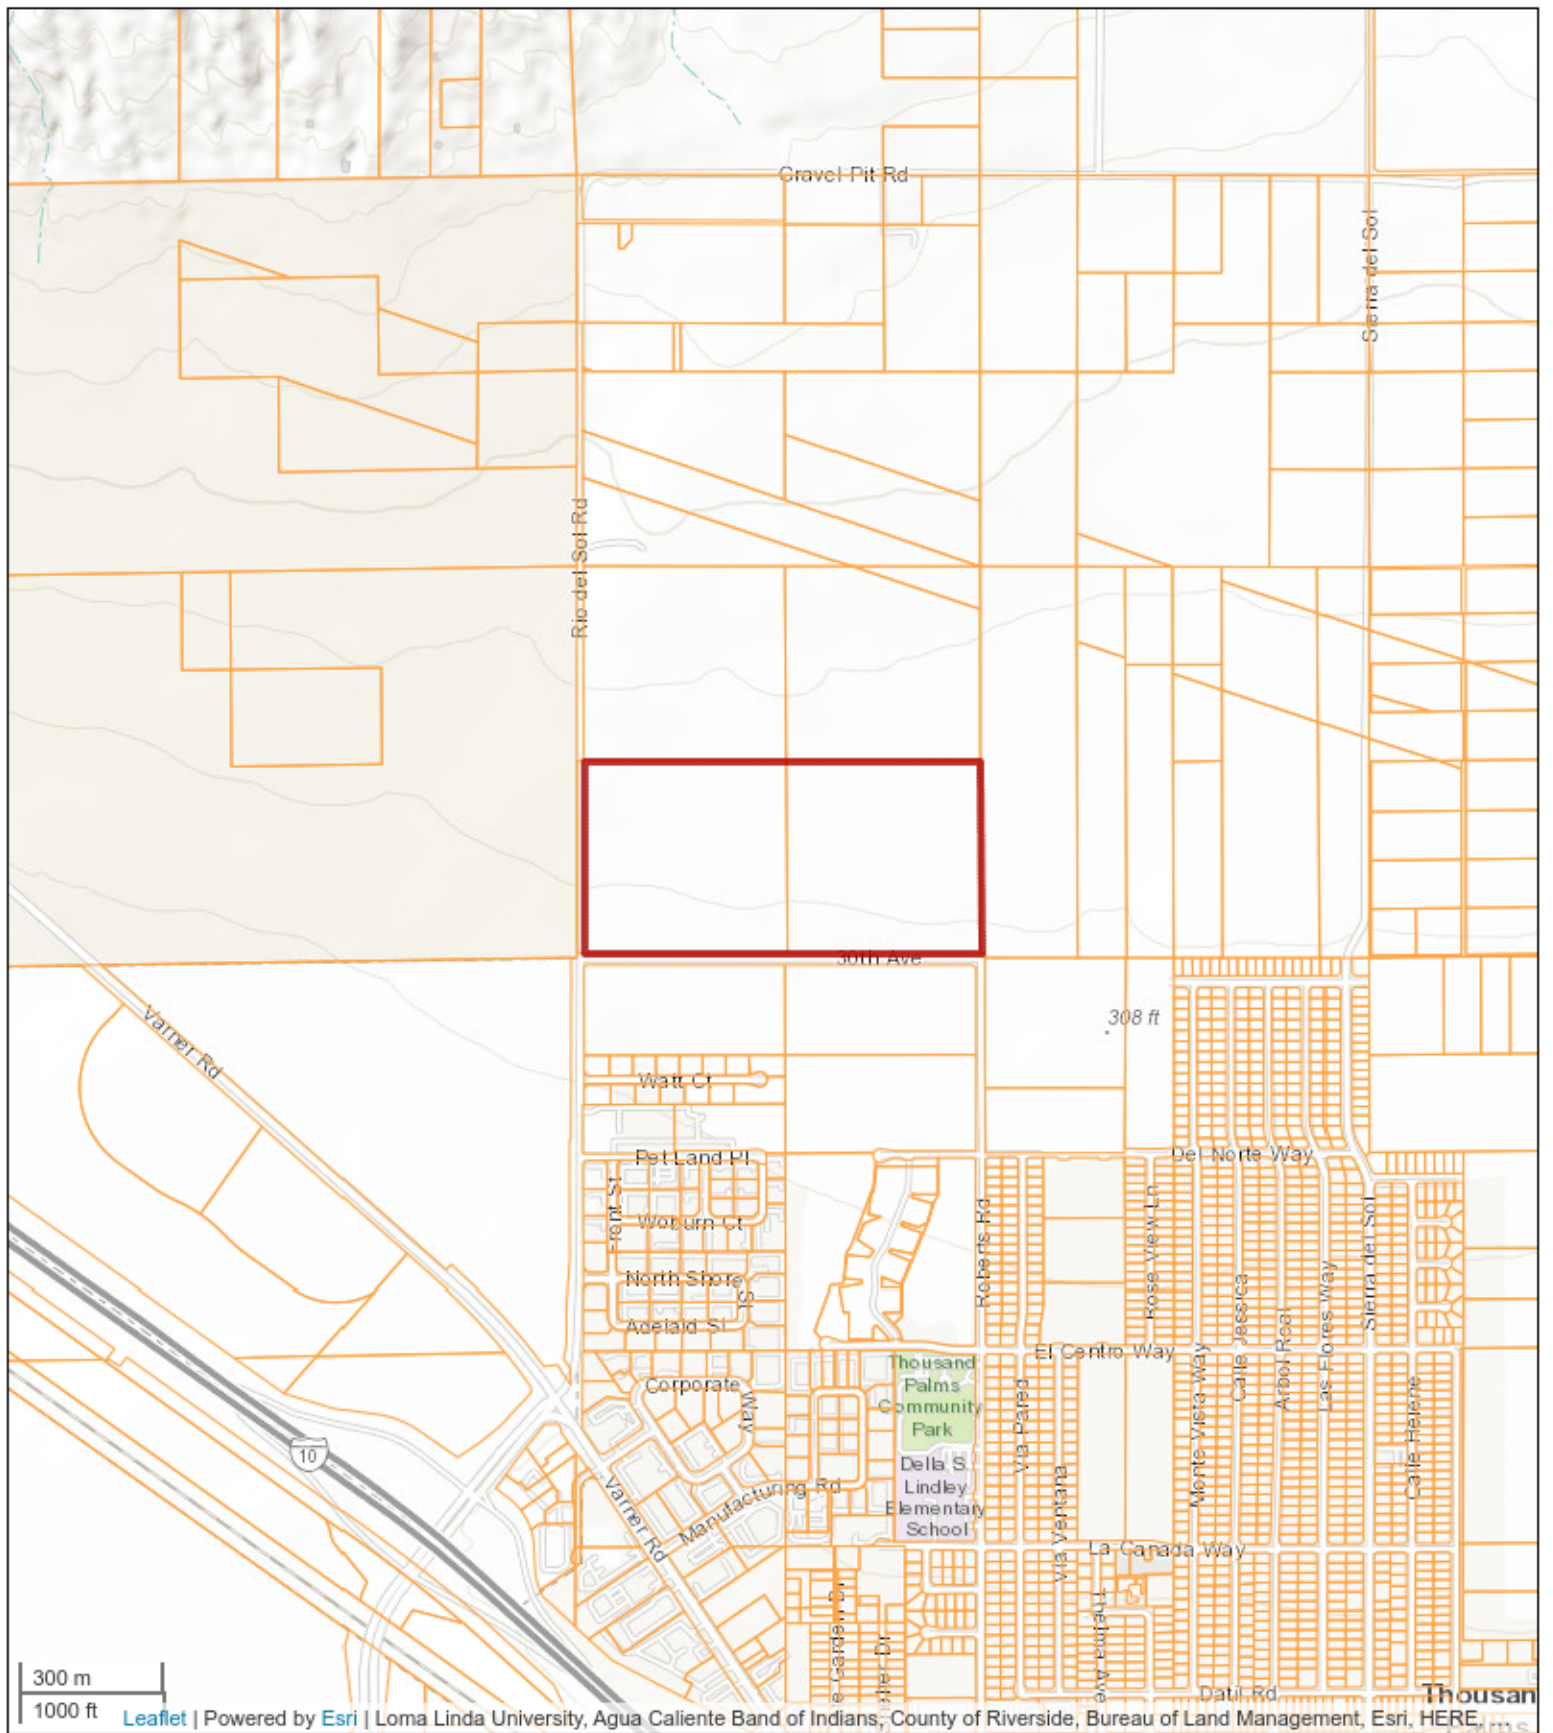 Gravel Pit Rd
Sierra del Sol
Rio del Sol Rd
30th Ave
308 ft
Varner Rd
Watt Ct
Pet Land Pl
Del Norte Way
Front St
Woburn Ct
Roberts Rd
Rose View Ln
Sierra del Sol
North Shore
St
Adelaid St
Calle Jessica
Arbol Real
Las Flores Way
El Centro Way
Thousand
Palms
Community
Park
Corporate
Way
Via Pared
Monte Vista Way
Calle Helene
10
Della S.
Lindley
Elementary
School
Manufacturing Rd
Varner Rd
Via Ventana
La Canada Way
Thelma Ave
e Garden Dr
Datil Rd
Thousan
300 m
1000 ft
Leaflet | Powered by Esri | Loma Linda University, Agua Caliente Band of Indians, County of Riverside, Bureau of Land Management, Esri, HERE, ...